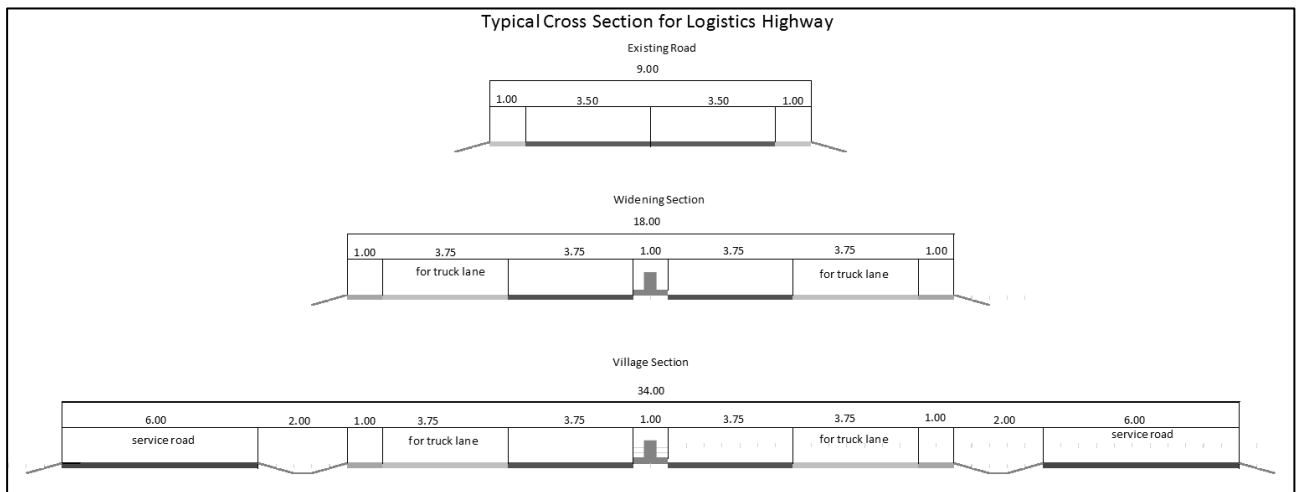 Typical Cross Section for Logistics Highway
Existing Road
9.00
1.00 3.50 3.50 1.00
Widening Section
18.00
1.00 3.75 3.75 1.00 3.75 3.75 1.00
for truck lane for truck lane
Village Section
34.00
6.00 2.00 1.00 3.75 3.75 1.00 3.75 3.75 1.00 2.00 6.00
service road for truck lane for truck lane service road